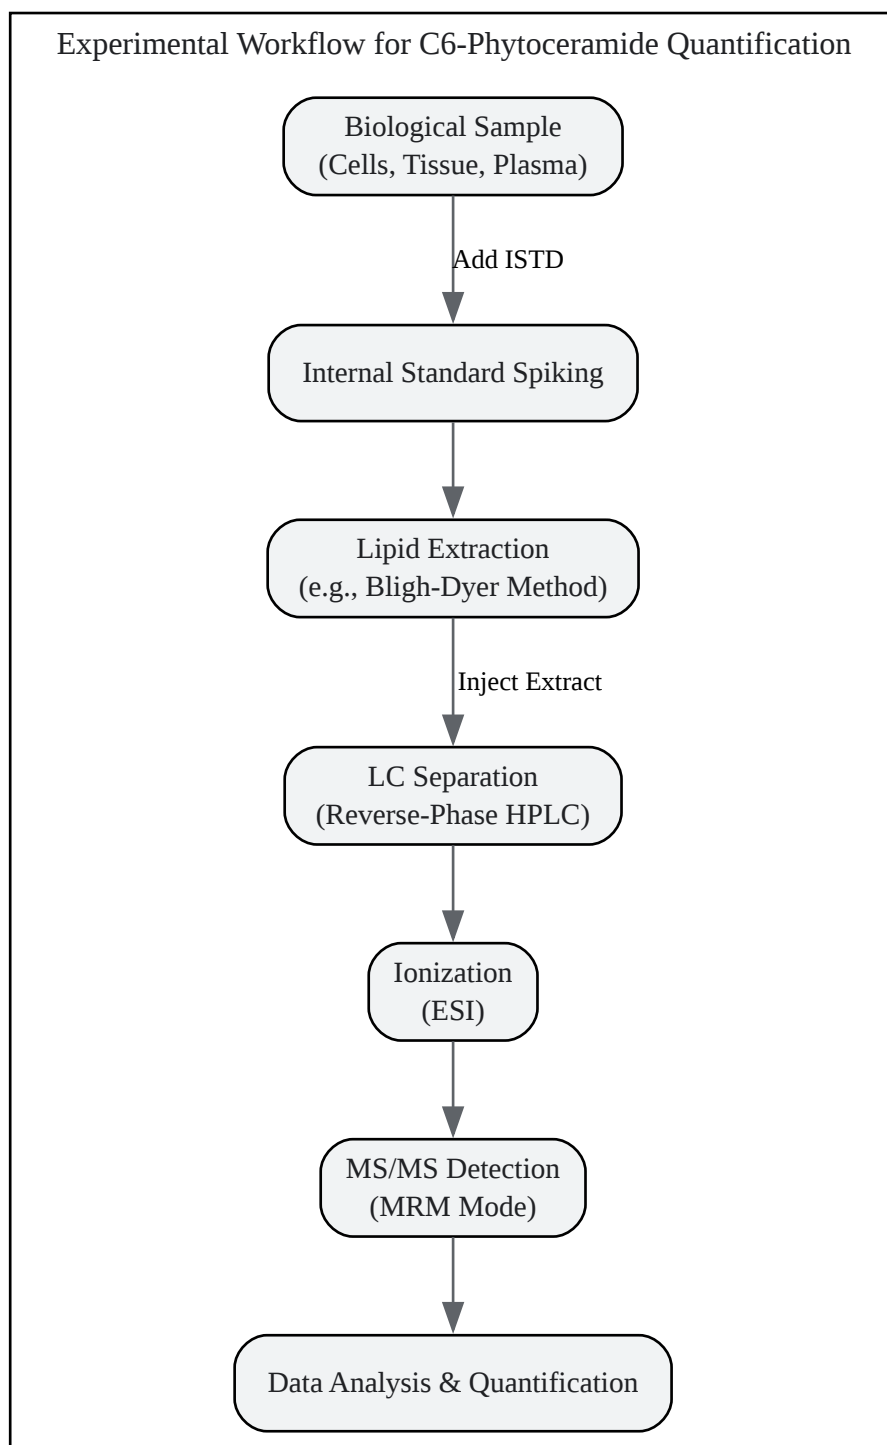 Experimental Workflow for C6-Phytoceramide Quantification
Biological Sample
(Cells, Tissue, Plasma)
Add ISTD
Internal Standard Spiking
Lipid Extraction
(e.g., Bligh-Dyer Method)
Inject Extract
LC Separation
(Reverse-Phase HPLC)
Ionization
(ESI)
MS/MS Detection
(MRM Mode)
Data Analysis & Quantification